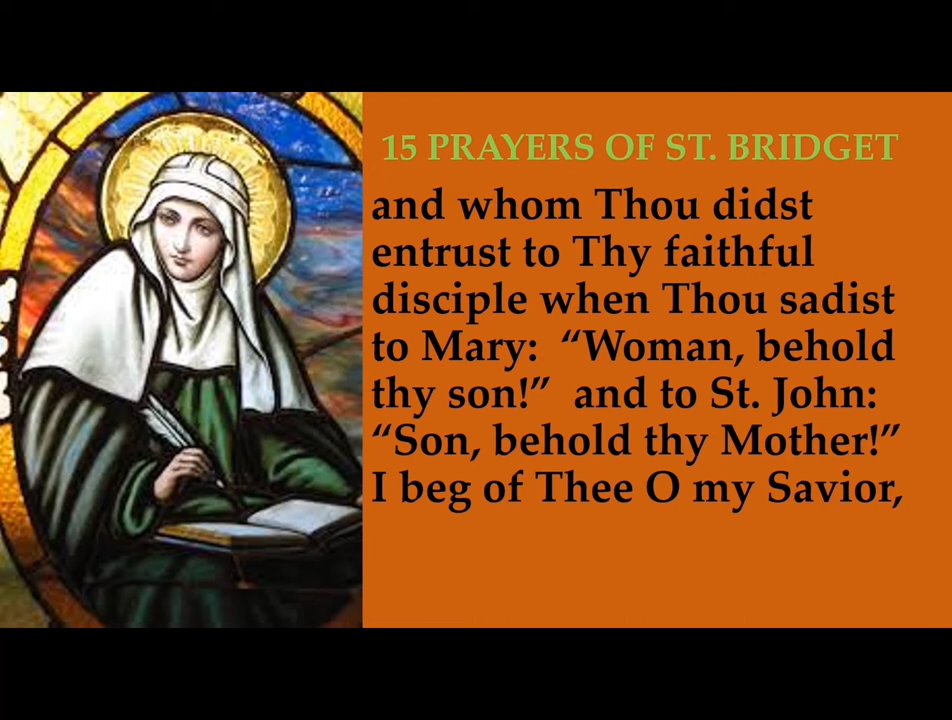 15 PRAYERS OF ST. BRIDGET
and whom Thou didst
entrust to Thy faithful
disciple when Thou sadist
to Mary:  “Woman, behold
thy son!”  and to St. John:
“Son, behold thy Mother!”
I beg of Thee O my Savior,